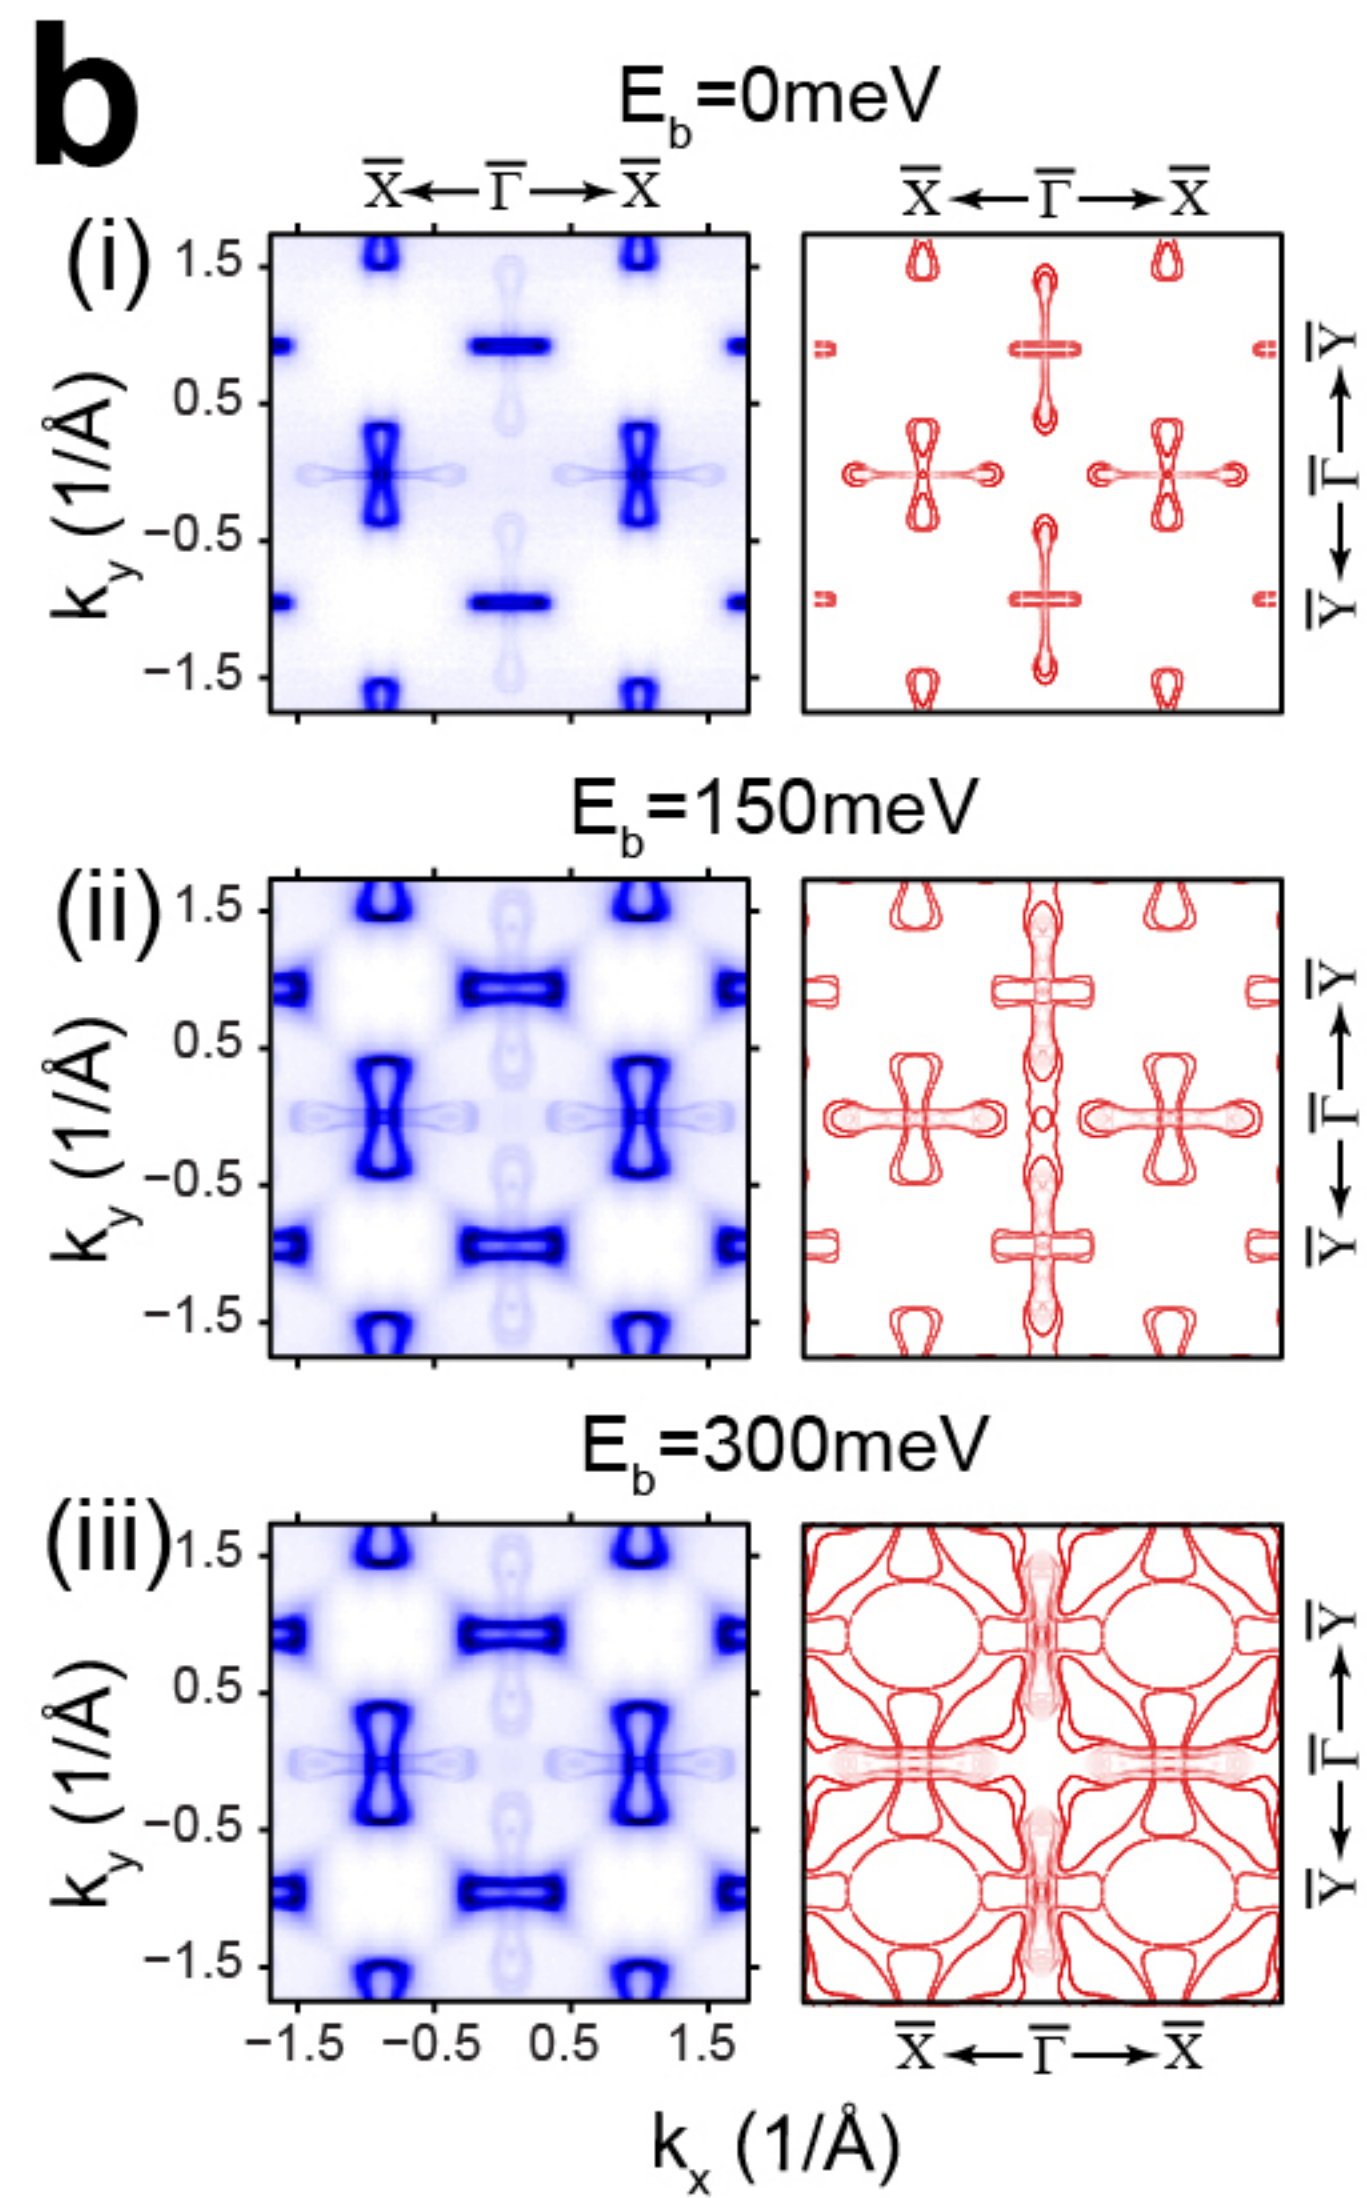 b
E_b=0meV
X̅←Γ̅→X̅
X̅←Γ̅→X̅
(i)
1.5
0.5
−0.5
−1.5
k_y (1/Å)
Y̅←Γ̅→Y̅
E_b=150meV
(ii)
1.5
0.5
−0.5
−1.5
k_y (1/Å)
Y̅←Γ̅→Y̅
E_b=300meV
(iii)
1.5
0.5
−0.5
−1.5
k_y (1/Å)
Y̅←Γ̅→Y̅
−1.5 −0.5 0.5 1.5
X̅←Γ̅→X̅
k_x (1/Å)